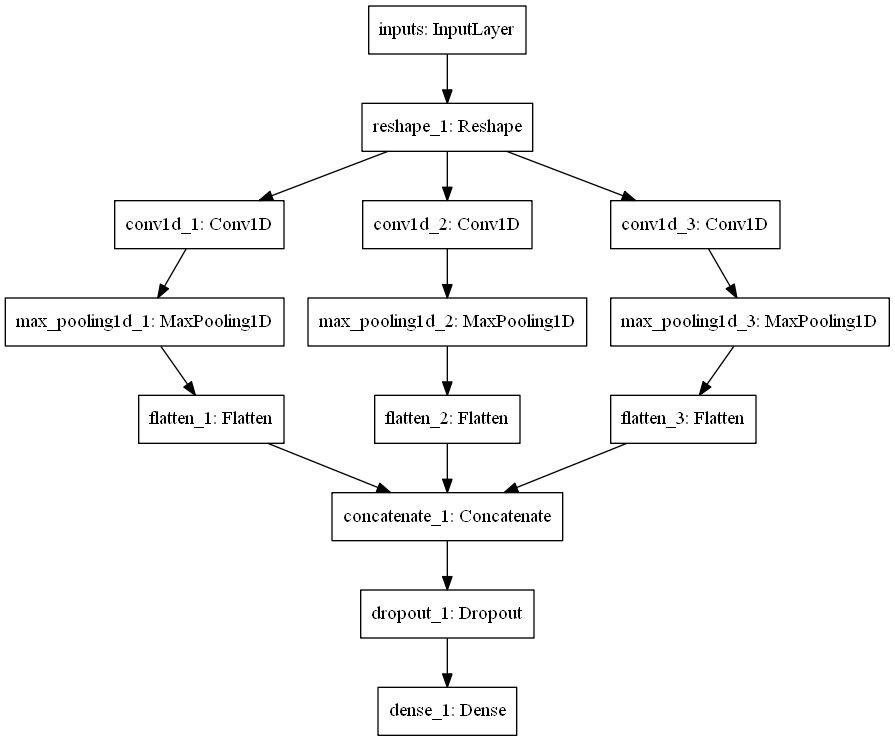 inputs: InputLayer
reshape_1: Reshape
conv1d_1: Conv1D
conv1d_2: Conv1D
conv1d_3: Conv1D
max_pooling1d_1: MaxPooling1D
max_pooling1d_2: MaxPooling1D
max_pooling1d_3: MaxPooling1D
flatten_1: Flatten
flatten_2: Flatten
flatten_3: Flatten
concatenate_1: Concatenate
dropout_1: Dropout
dense_1: Dense